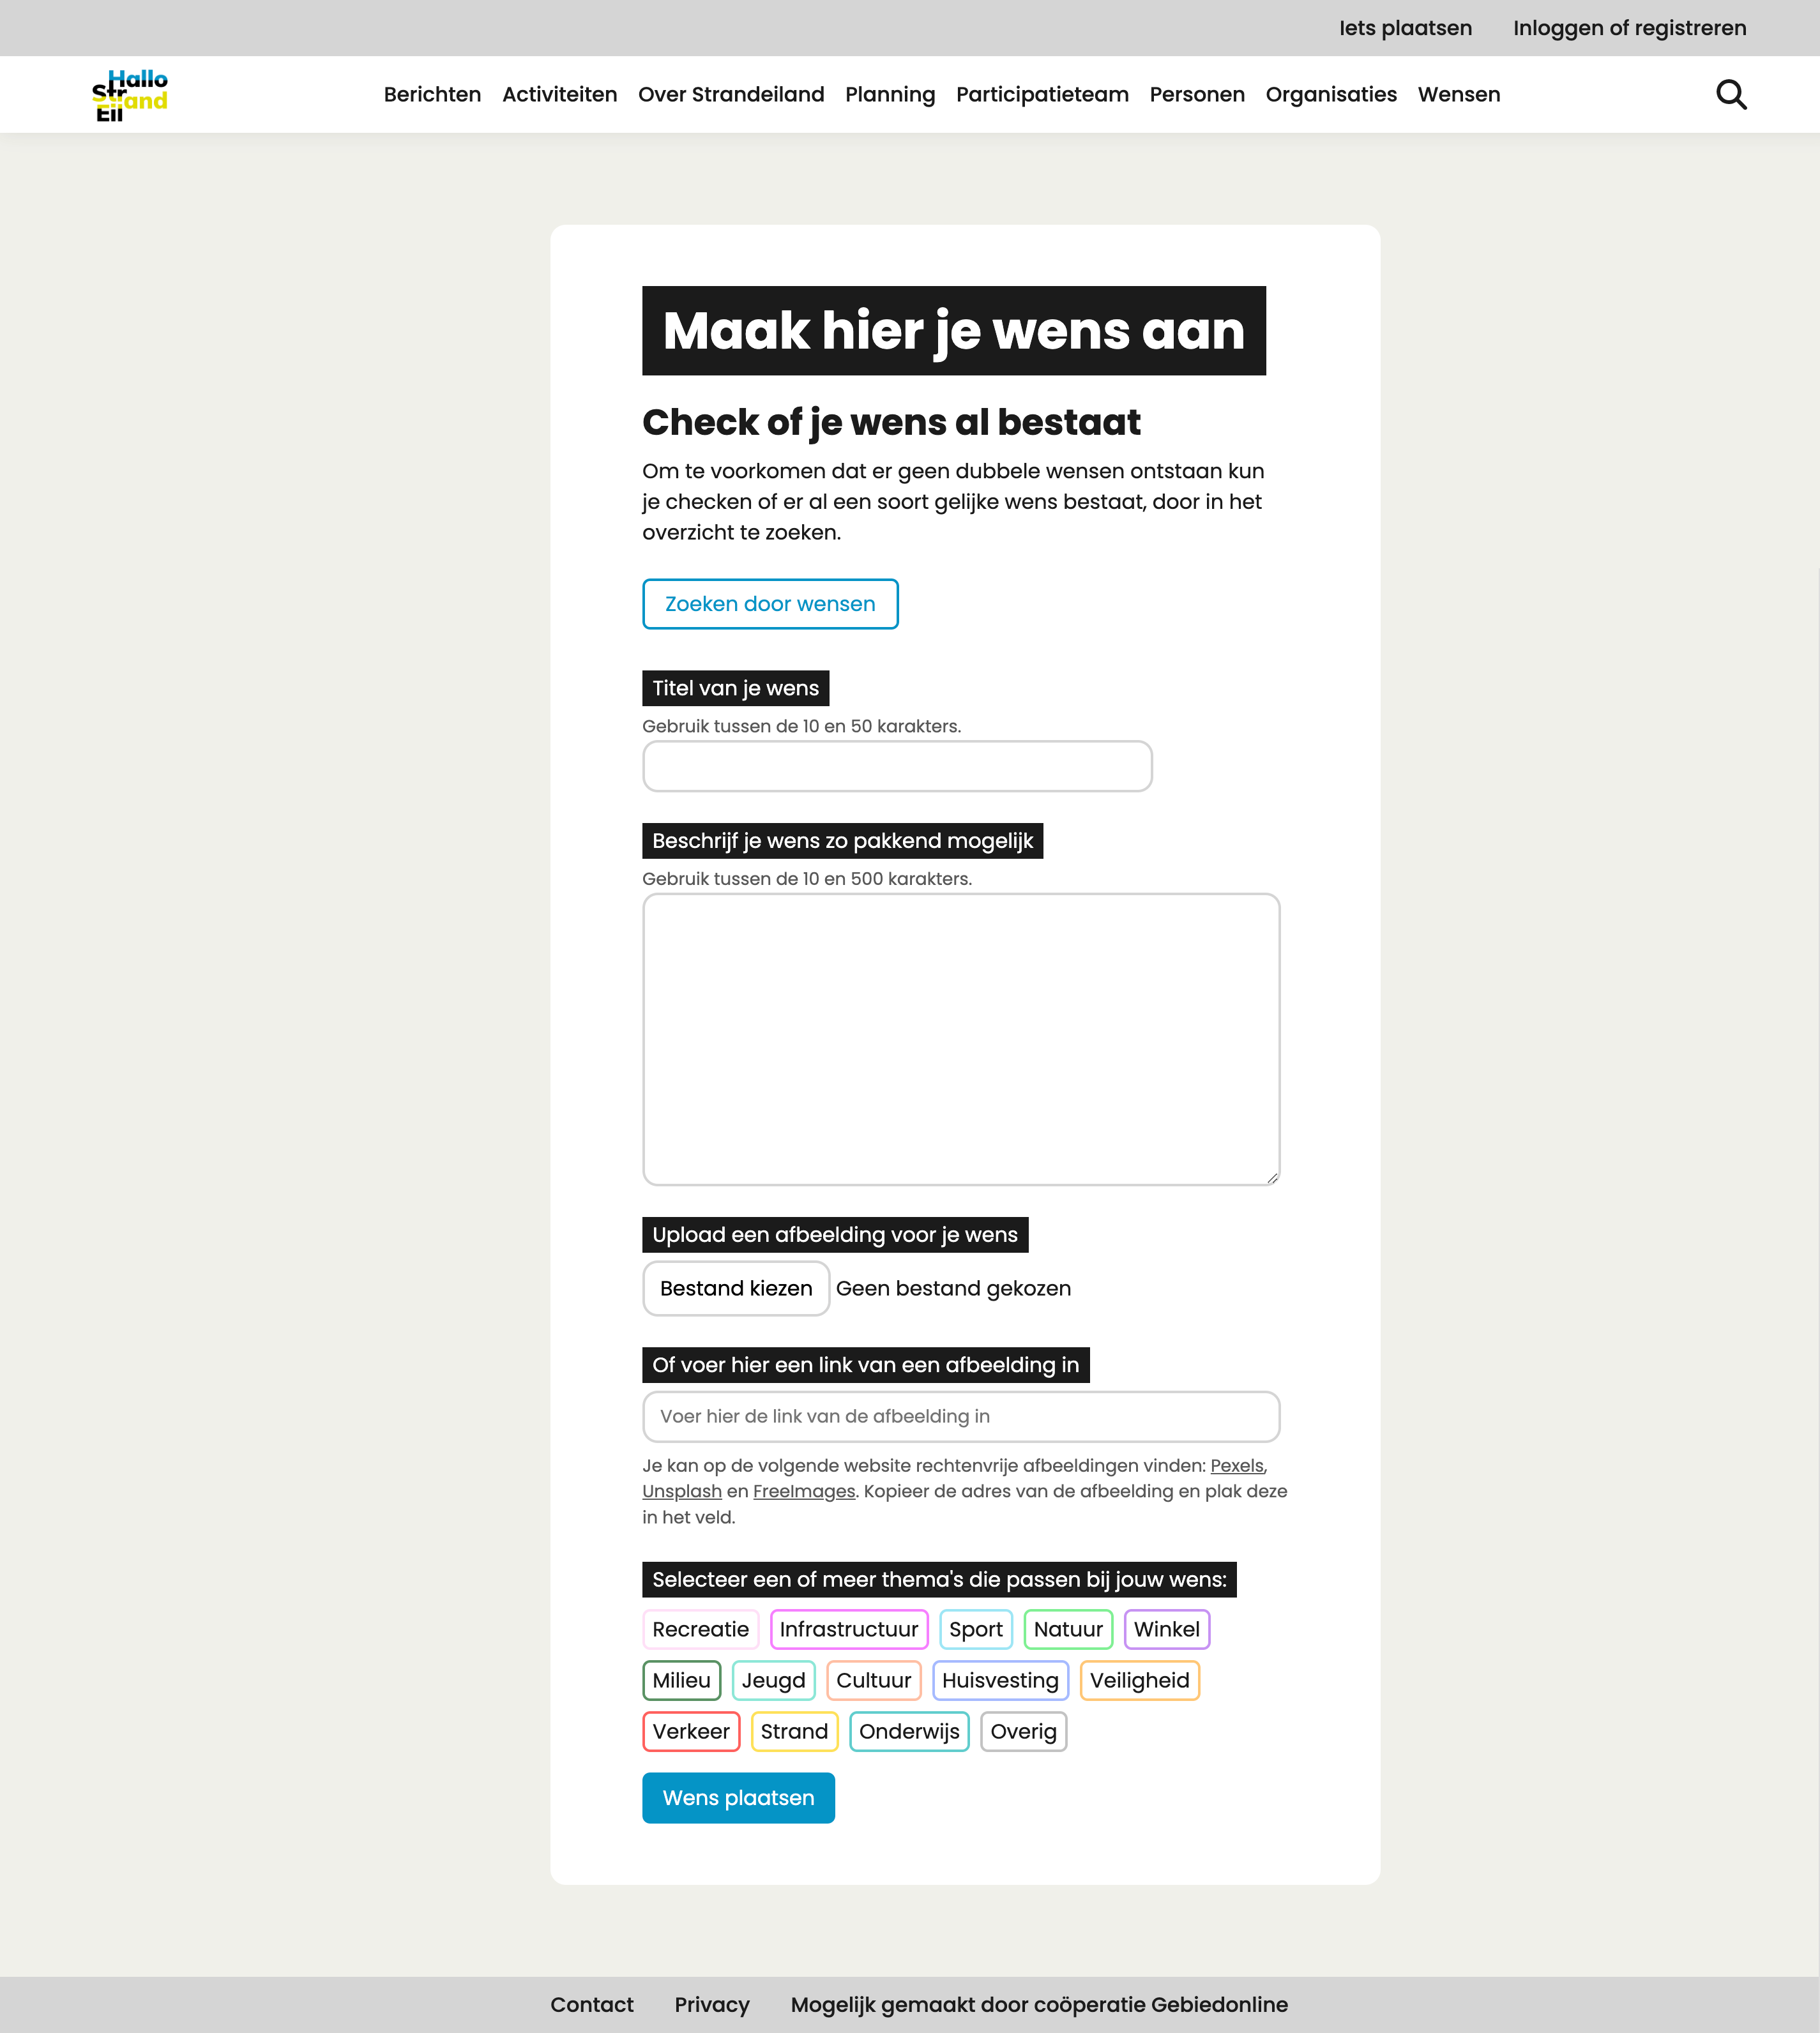 Iets plaatsen Inloggen of registreren
Hallo
Str and
Eil
Berichten Activiteiten Over Strandeiland Planning Participatieteam Personen Organisaties Wensen
Maak hier je wens aan
Check of je wens al bestaat
Om te voorkomen dat er geen dubbele wensen ontstaan kun
je checken of er al een soort gelijke wens bestaat, door in het
overzicht te zoeken.
Zoeken door wensen
Titel van je wens
Gebruik tussen de 10 en 50 karakters.
Beschrijf je wens zo pakkend mogelijk
Gebruik tussen de 10 en 500 karakters.
Upload een afbeelding voor je wens
Bestand kiezen Geen bestand gekozen
Of voer hier een link van een afbeelding in
Voer hier de link van de afbeelding in
Je kan op de volgende website rechtenvrije afbeeldingen vinden: Pexels,
Unsplash en FreeImages. Kopieer de adres van de afbeelding en plak deze
in het veld.
Selecteer een of meer thema's die passen bij jouw wens:
Recreatie Infrastructuur Sport Natuur Winkel
Milieu Jeugd Cultuur Huisvesting Veiligheid
Verkeer Strand Onderwijs Overig
Wens plaatsen
Contact Privacy Mogelijk gemaakt door coöperatie Gebiedonline